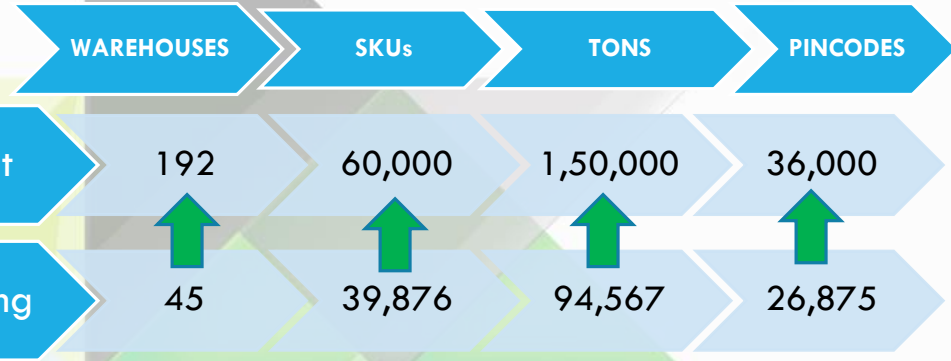 WAREHOUSES SKUs TONS PINCODES
t 192 60,000 1,50,000 36,000
ng 45 39,876 94,567 26,875